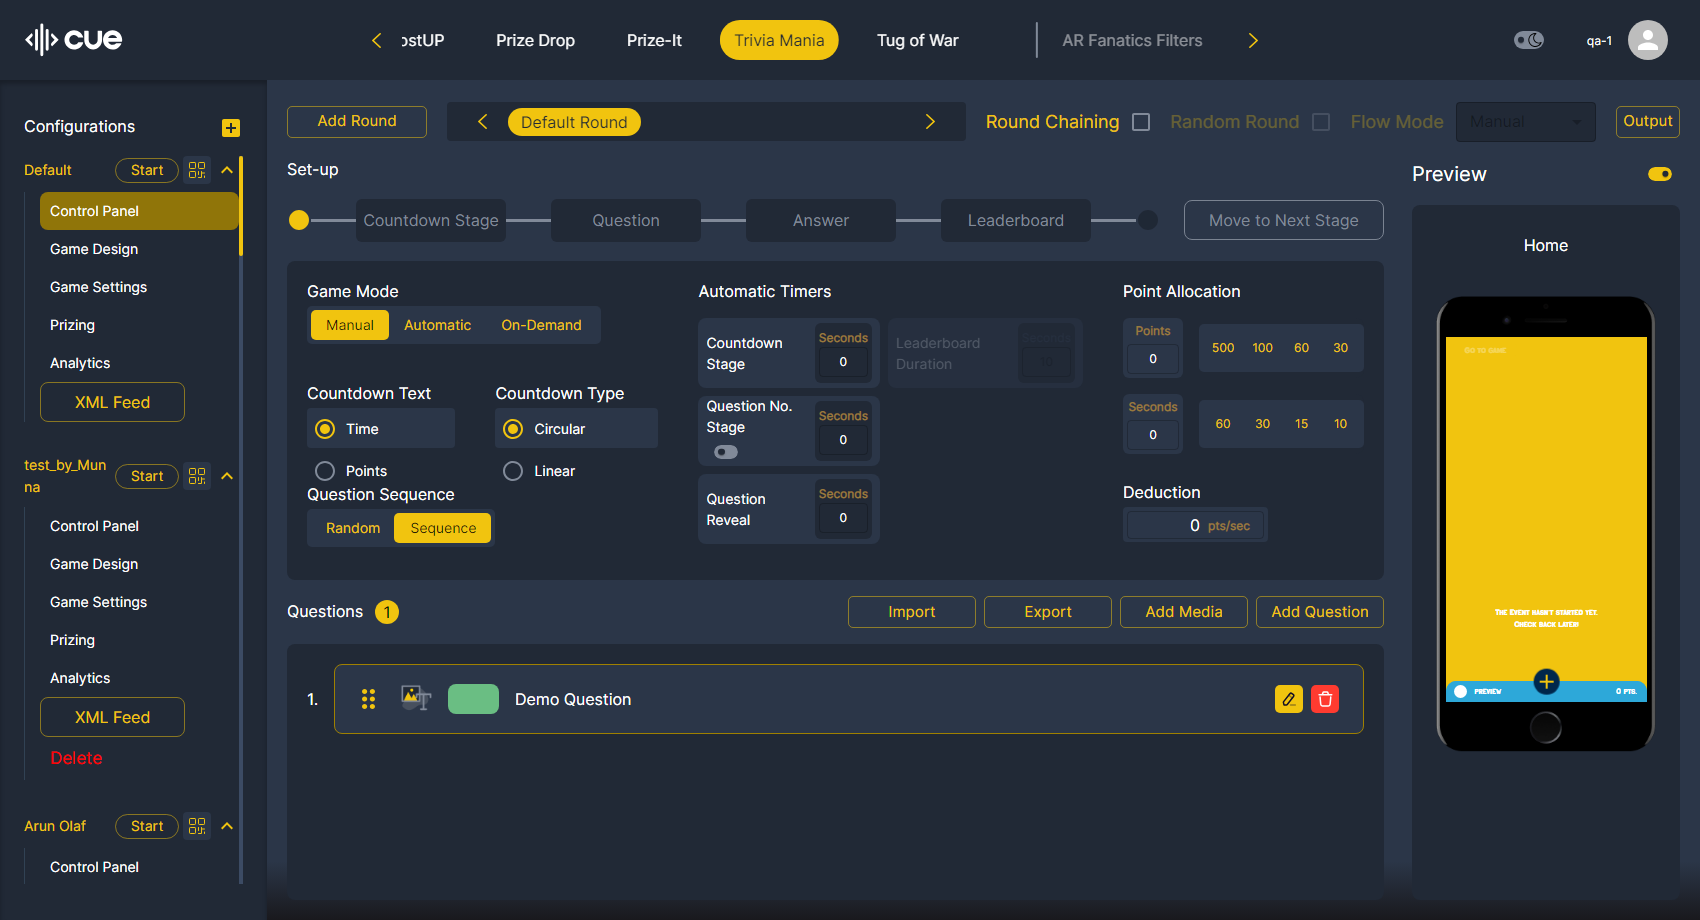 cue
ostUP
Prize Drop
Prize-It
Trivia Mania
Tug of War
AR Fanatics Filters
qa-1
Configurations
Default
Start
Control Panel
Game Design
Game Settings
Prizing
Analytics
XML Feed
test_by_Mun
na
Start
Control Panel
Game Design
Game Settings
Prizing
Analytics
XML Feed
Delete
Arun Olaf
Start
Control Panel
Add Round
Default Round
Round Chaining
Random Round
Flow Mode
Manual
Output
Set-up
Countdown Stage
Question
Answer
Leaderboard
Move to Next Stage
Game Mode
Manual
Automatic
On-Demand
Countdown Text
Time
Points
Countdown Type
Circular
Linear
Question Sequence
Random
Sequence
Automatic Timers
Countdown
Stage
Seconds
0
Leaderboard
Duration
Seconds
10
Question No.
Stage
Seconds
0
Question
Reveal
Seconds
0
Point Allocation
Points
0
500
100
60
30
Seconds
0
60
30
15
10
Deduction
0 pts/sec
Questions
1
Import
Export
Add Media
Add Question
1.
T
Demo Question
Preview
Home
GO TO GAME
The event hasn't started yet.
Check back later!
PREVIEW
0 PTS.